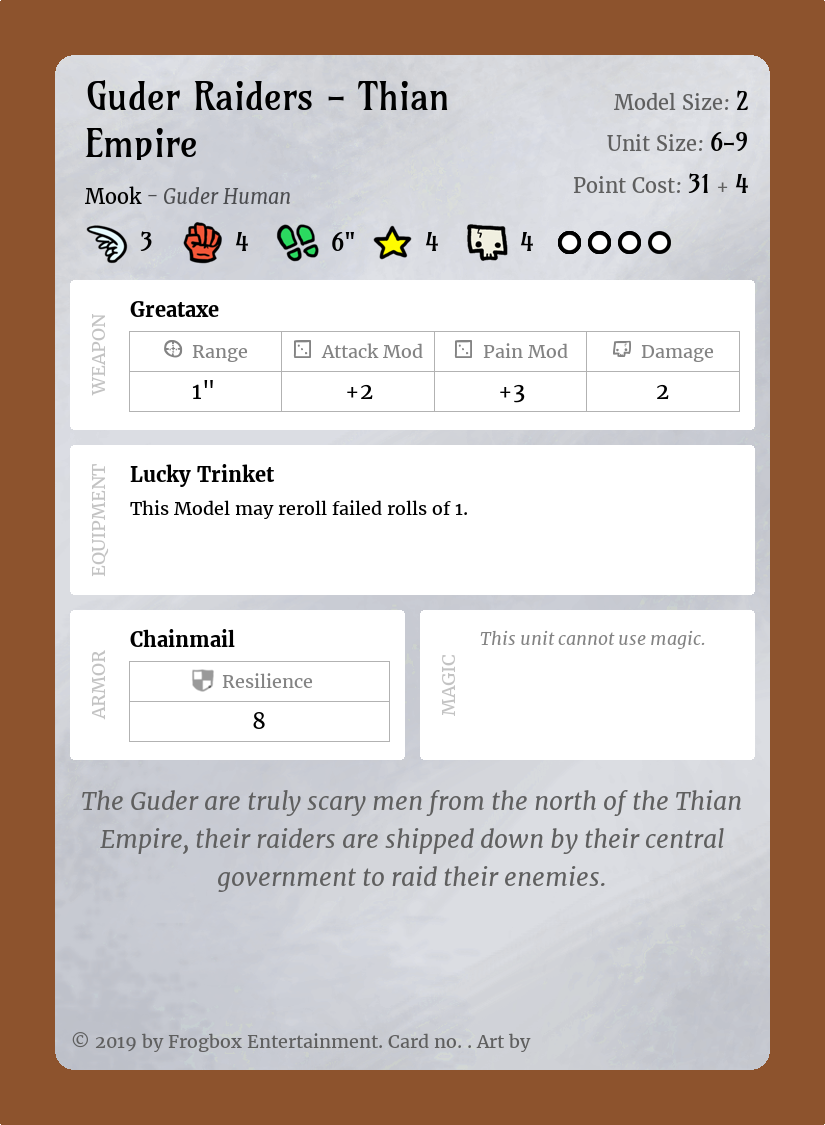 Guder Raiders – Thian
Empire
Model Size: 2
Unit Size: 6–9
Point Cost: 31 + 4
Mook – Guder Human
3 4 6" 4 4
WEAPON
Greataxe
Range Attack Mod Pain Mod Damage
1" +2 +3 2
EQUIPMENT
Lucky Trinket
This Model may reroll failed rolls of 1.
ARMOR
Chainmail
Resilience
8
MAGIC
This unit cannot use magic.
The Guder are truly scary men from the north of the Thian
Empire, their raiders are shipped down by their central
government to raid their enemies.
© 2019 by Frogbox Entertainment. Card no. . Art by